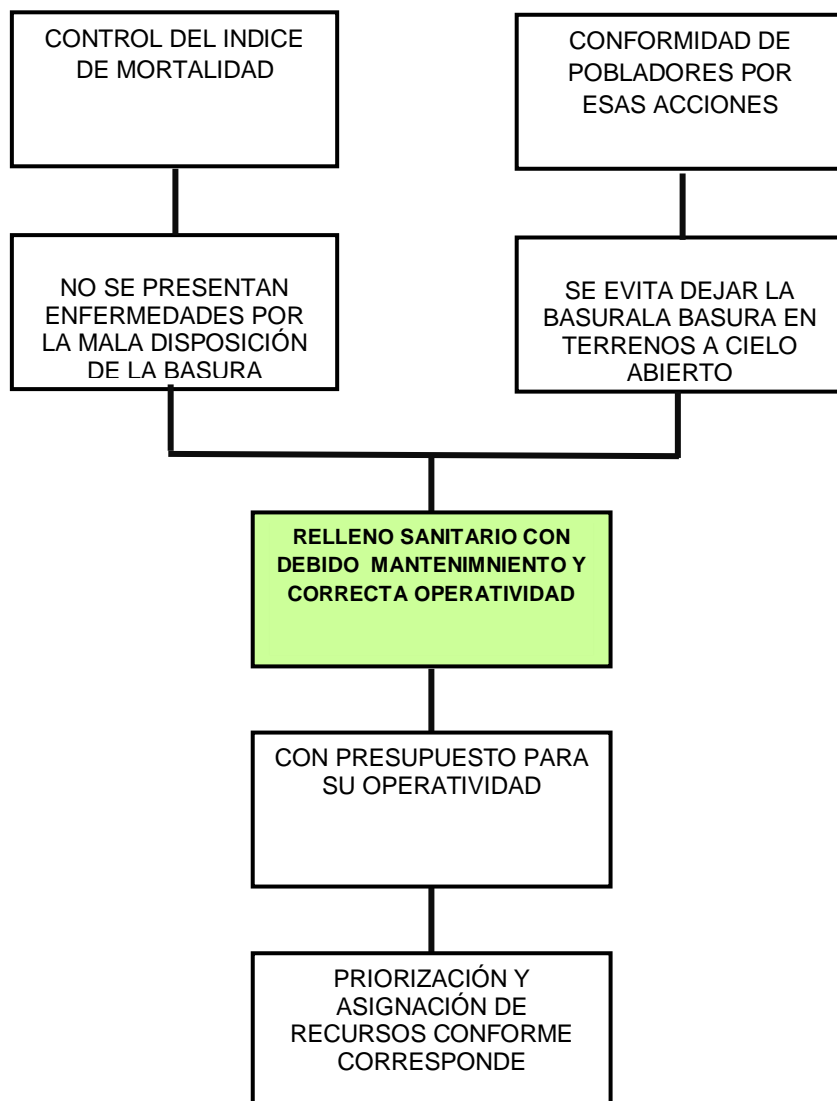 CONTROL DEL INDICE
DE MORTALIDAD
CONFORMIDAD DE
POBLADORES POR
ESAS ACCIONES
NO SE PRESENTAN
ENFERMEDADES POR
LA MALA DISPOSICIÓN
DE LA BASURA
SE EVITA DEJAR LA
BASURALA BASURA EN
TERRENOS A CIELO
ABIERTO
RELLENO SANITARIO CON
DEBIDO MANTENIMNIENTO Y
CORRECTA OPERATIVIDAD
CON PRESUPUESTO PARA
SU OPERATIVIDAD
PRIORIZACIÓN Y
ASIGNACIÓN DE
RECURSOS CONFORME
CORRESPONDE